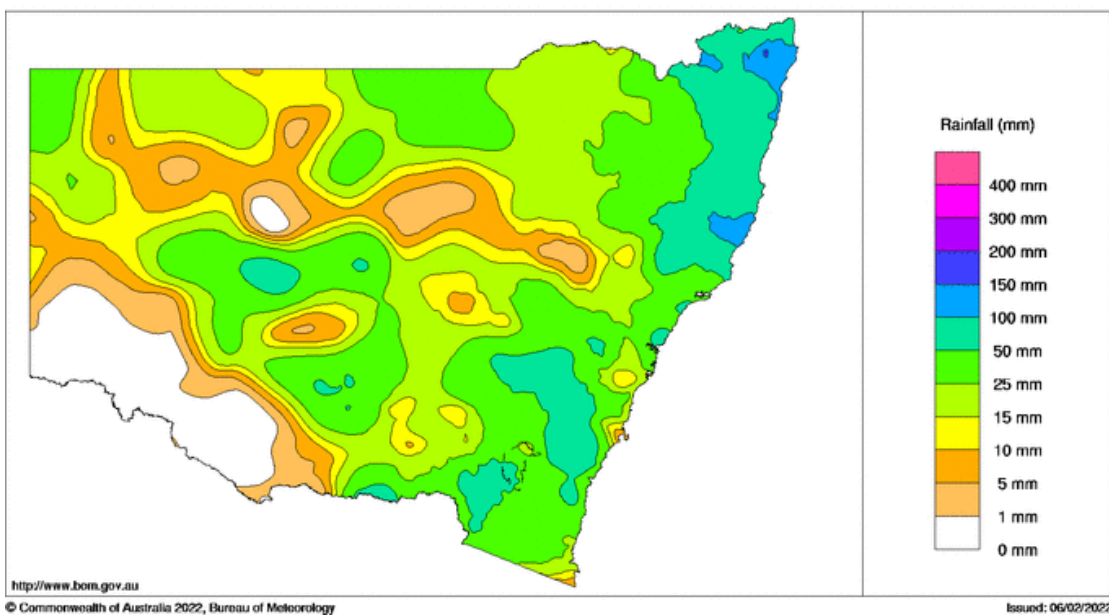 Rainfall (mm)
400 mm
300 mm
200 mm
150 mm
100 mm
50 mm
25 mm
15 mm
10 mm
5 mm
1 mm
0 mm
http://www.bom.gov.au
© Commonwealth of Australia 2022, Bureau of Meteorology
Issued: 06/02/2022